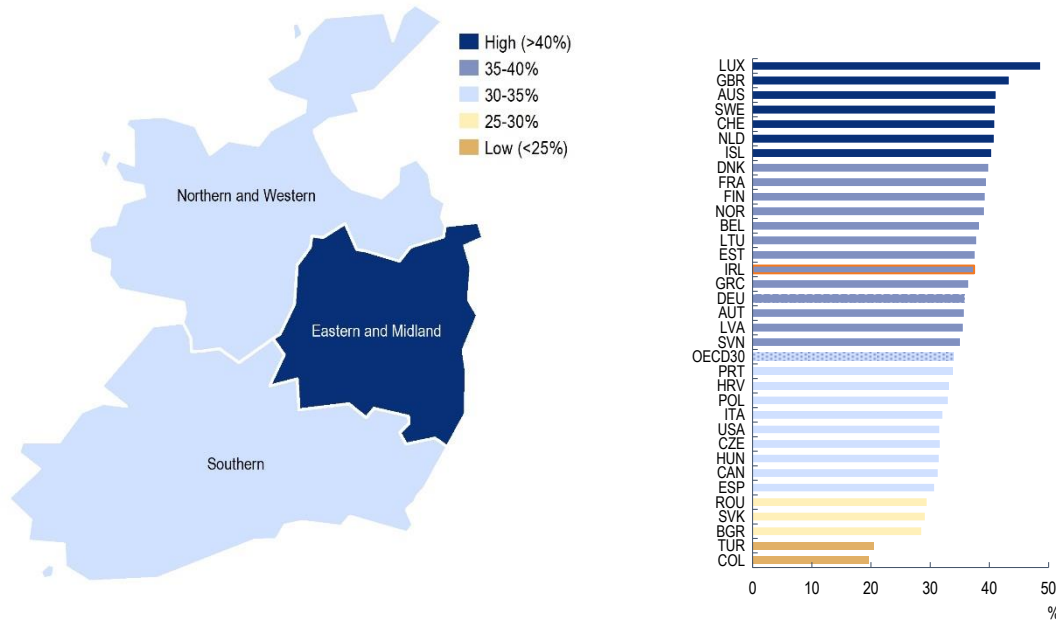 High (>40%)
35-40%
30-35%
25-30%
Low (<25%)
Northern and Western
Eastern and Midland
Southern
LUX
GBR
AUS
SWE
CHE
NLD
ISL
DNK
FRA
FIN
NOR
BEL
LTU
EST
IRL
GRC
DEU
AUT
LVA
SVN
OECD30
PRT
HRV
POL
ITA
USA
CZE
HUN
CAN
ESP
ROU
SVK
BGR
TUR
COL
0 10 20 30 40 50
%